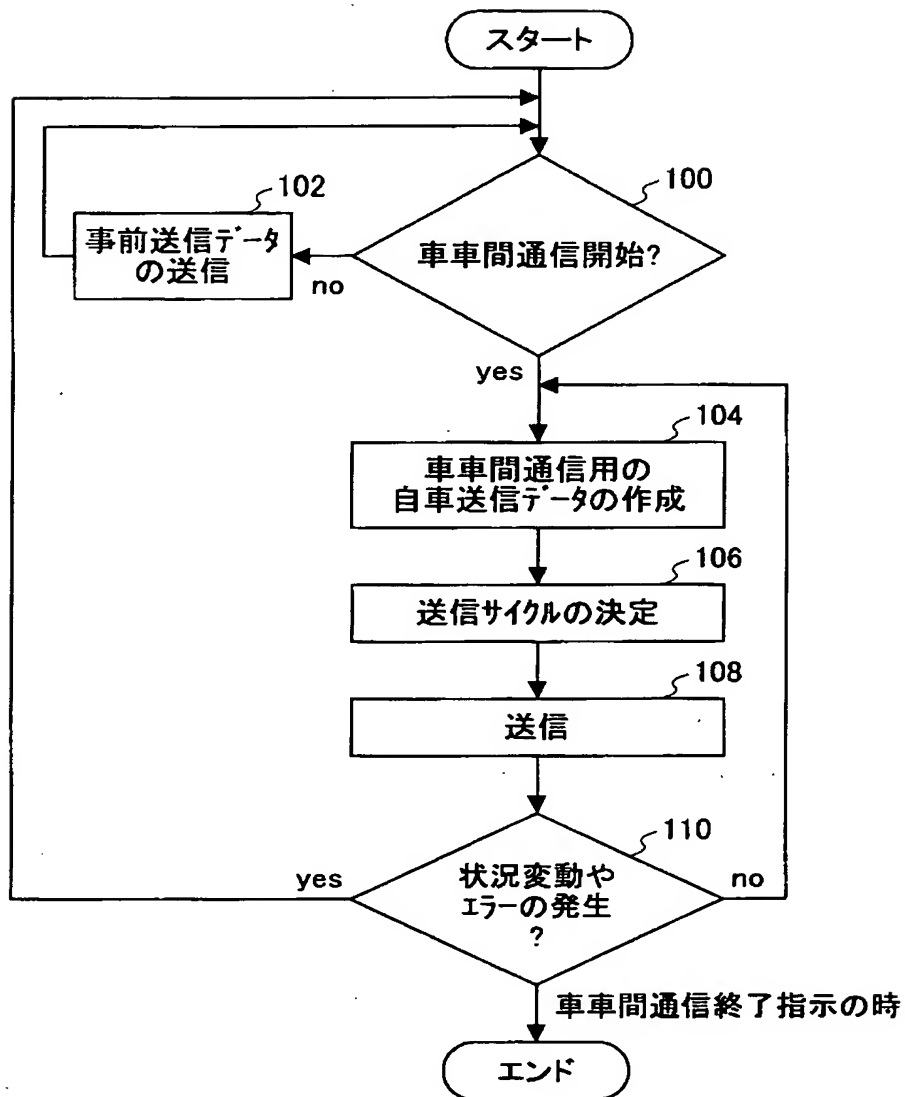 スタート
100
車車間通信開始?
102
事前送信データ
の送信
no
yes
104
車車間通信用の
自車送信データの作成
106
送信サイクルの決定
108
送信
110
状況変動や
エラーの発生
?
yes
no
車車間通信終了指示の時
エンド